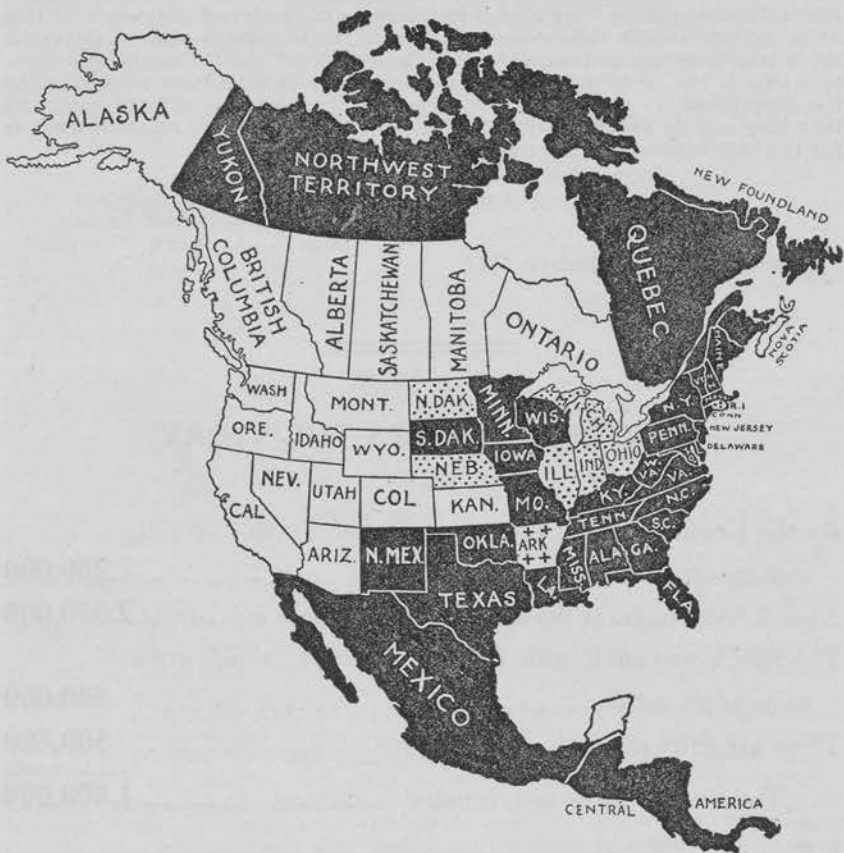 ALASKA
YUKON
NORTHWEST
TERRITORY
NEW FOUNDLAND
QUEBEC
BRITISH
COLUMBIA
ALBERTA
SASKATCHEWAN
MANITOBA
ONTARIO
NOVA
SCOTIA
MAINE
WASH
MONT.
N.DAK.
MINN.
WIS.
N.Y.
R.I
CONN
NEW JERSEY
DELAWARE
ORE.
IDAHO
WYO.
S.DAK.
IOWA
NEB.
ILL
IND
OHIO
PENN.
W.
VA.
VA.
NEV.
UTAH
COL
KAN.
MO.
KY.
N.C.
TENN.
S.C.
CAL
ARIZ.
N.MEX.
OKLA.
ARK
MISS
ALA.
GA.
TEXAS
LA.
FLA.
MEXICO
CENTRAL
AMERICA